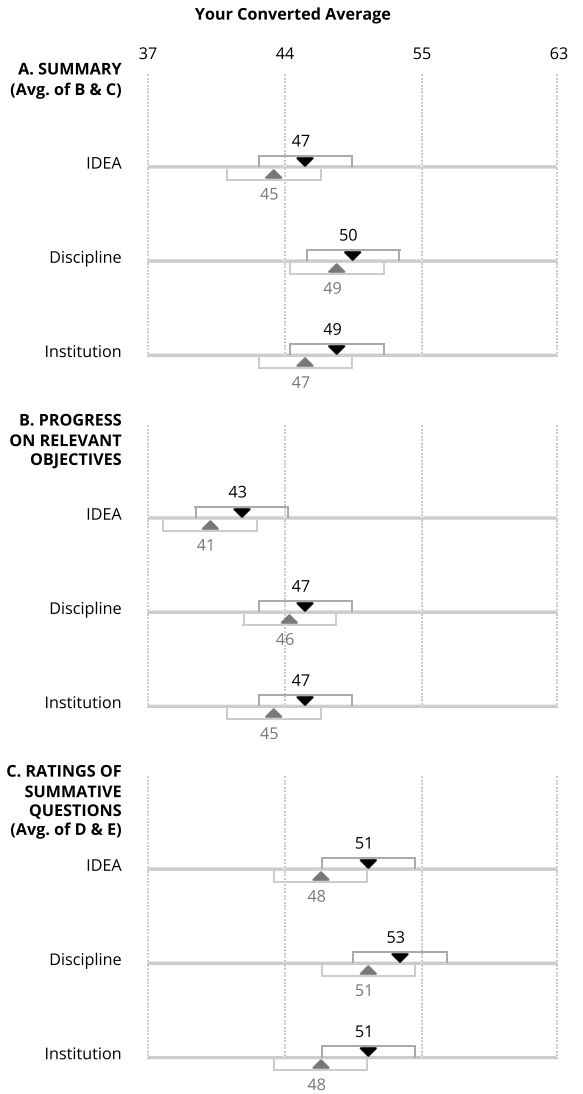 Your Converted Average
37 44 55 63
A. SUMMARY
(Avg. of B & C)
47
IDEA
45
50
Discipline
49
49
Institution
47
B. PROGRESS
ON RELEVANT
OBJECTIVES
43
IDEA
41
47
Discipline
46
47
Institution
45
C. RATINGS OF
SUMMATIVE
QUESTIONS
(Avg. of D & E)
51
IDEA
48
53
Discipline
51
51
Institution
48